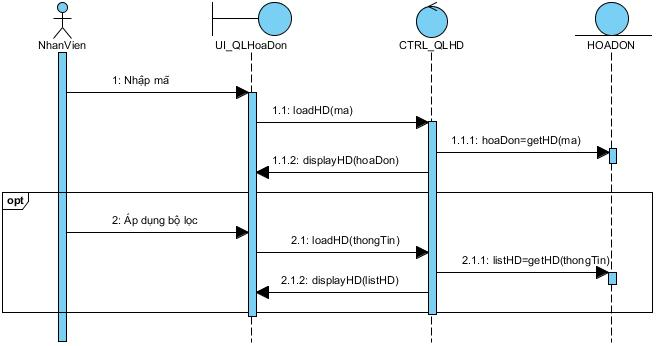 NhanVien
UI_QLHoaDon
CTRL_QLHD
HOADON
1: Nhập mã
1.1: loadHD(ma)
1.1.1: hoaDon=getHD(ma)
1.1.2: displayHD(hoaDon)
opt
2: Áp dụng bộ lọc
2.1: loadHD(thongTin)
2.1.1: listHD=getHD(thongTin)
2.1.2: displayHD(listHD)